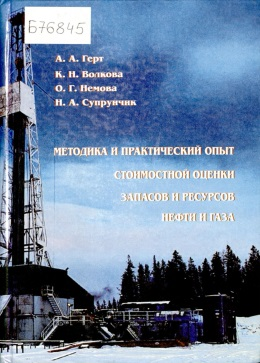 Б76845
А. А. Герт
К. Н. Волкова
О. Г. Немова
Н. А. Супрунчик
МЕТОДИКА И ПРАКТИЧЕСКИЙ ОПЫТ
СТОИМОСТНОЙ ОЦЕНКИ
ЗАПАСОВ И РЕСУРСОВ
НЕФТИ И ГАЗА